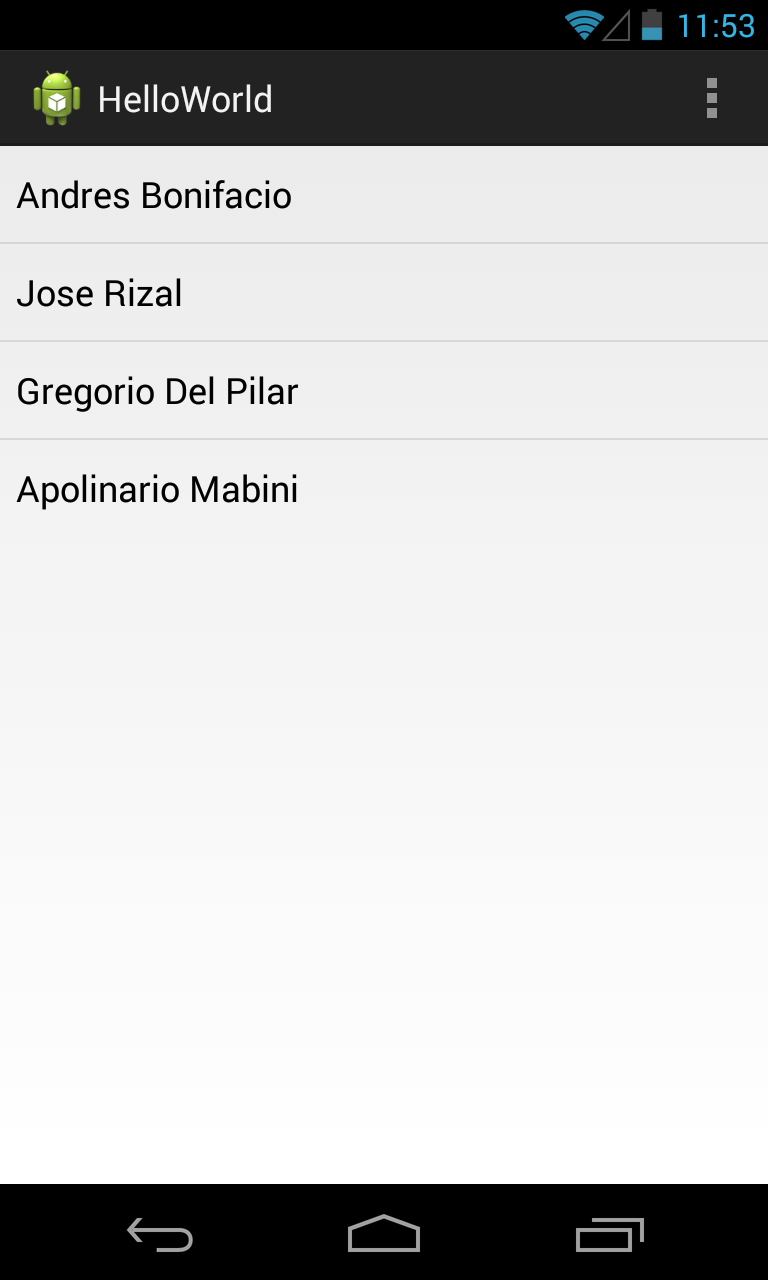 11:53
HelloWorld
Andres Bonifacio
Jose Rizal
Gregorio Del Pilar
Apolinario Mabini